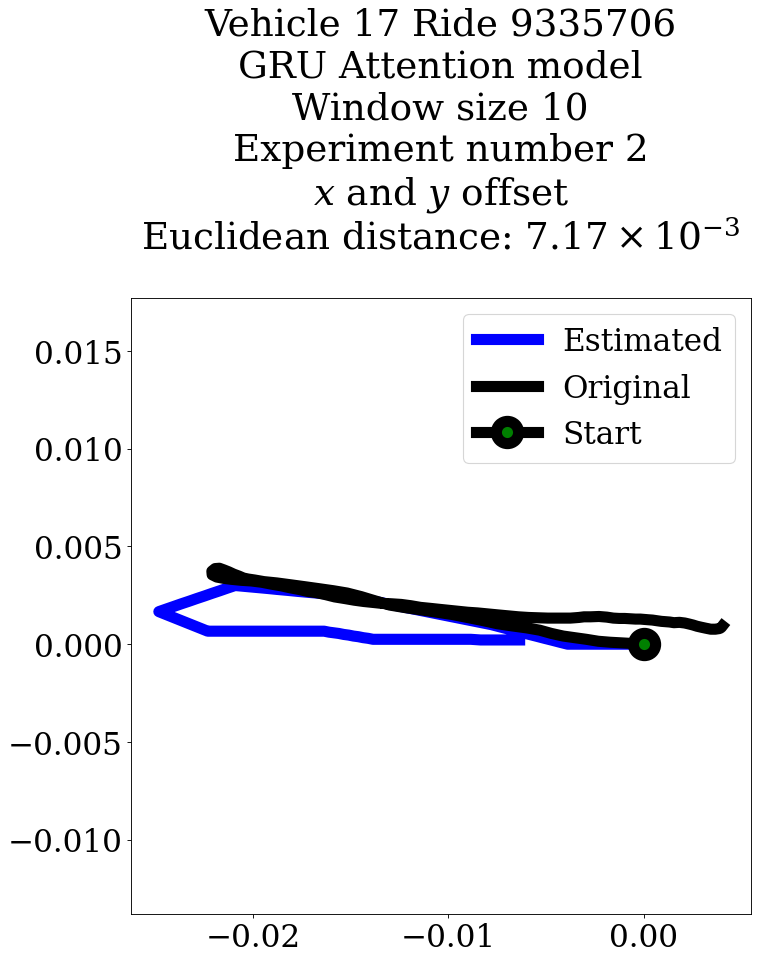 Vehicle 17 Ride 9335706
GRU Attention model
Window size 10
Experiment number 2
x and y offset
Euclidean distance: 7.17 × 10⁻³
Estimated
Original
Start
0.015
0.010
0.005
0.000
−0.005
−0.010
−0.02
−0.01
0.00